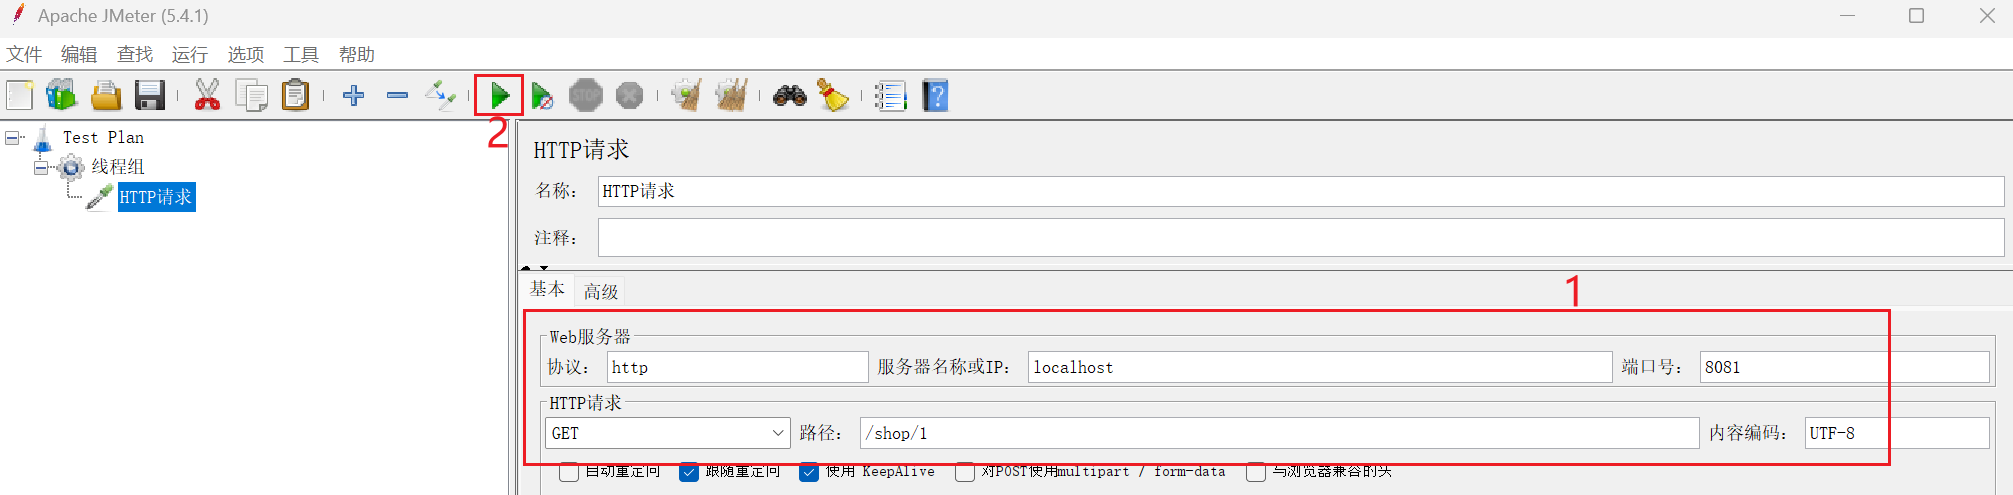 Apache JMeter (5.4.1)
文件 编辑 查找 运行 选项 工具 帮助
STOP
2
Test Plan
线程组
HTTP请求
HTTP请求
名称： HTTP请求
注释：
1
基本 高级
Web服务器
协议： http 服务器名称或IP： localhost 端口号： 8081
HTTP请求
GET 路径： /shop/1 内容编码： UTF-8
自动重定向 跟随重定向 使用 KeepAlive 对POST使用multipart / form-data 与浏览器兼容的头